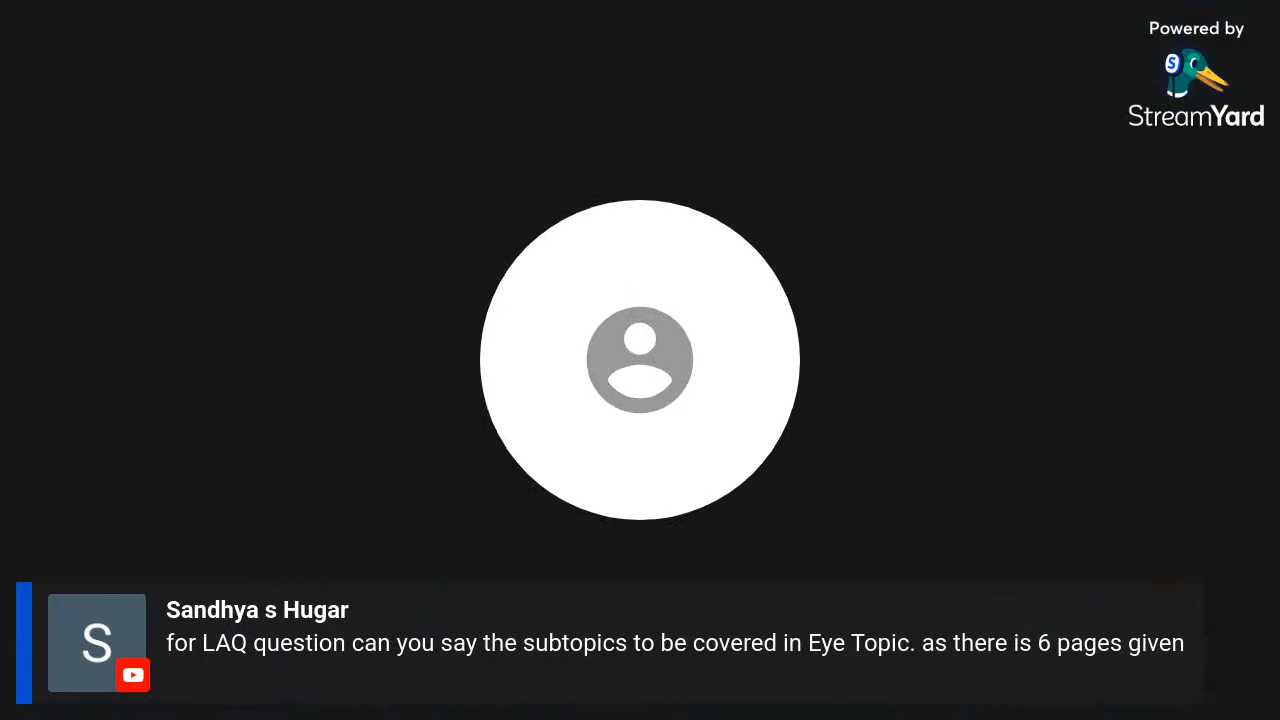 Powered by
S
StreamYard
Sandhya s Hugar
S
for LAQ question can you say the subtopics to be covered in Eye Topic. as there is 6 pages given